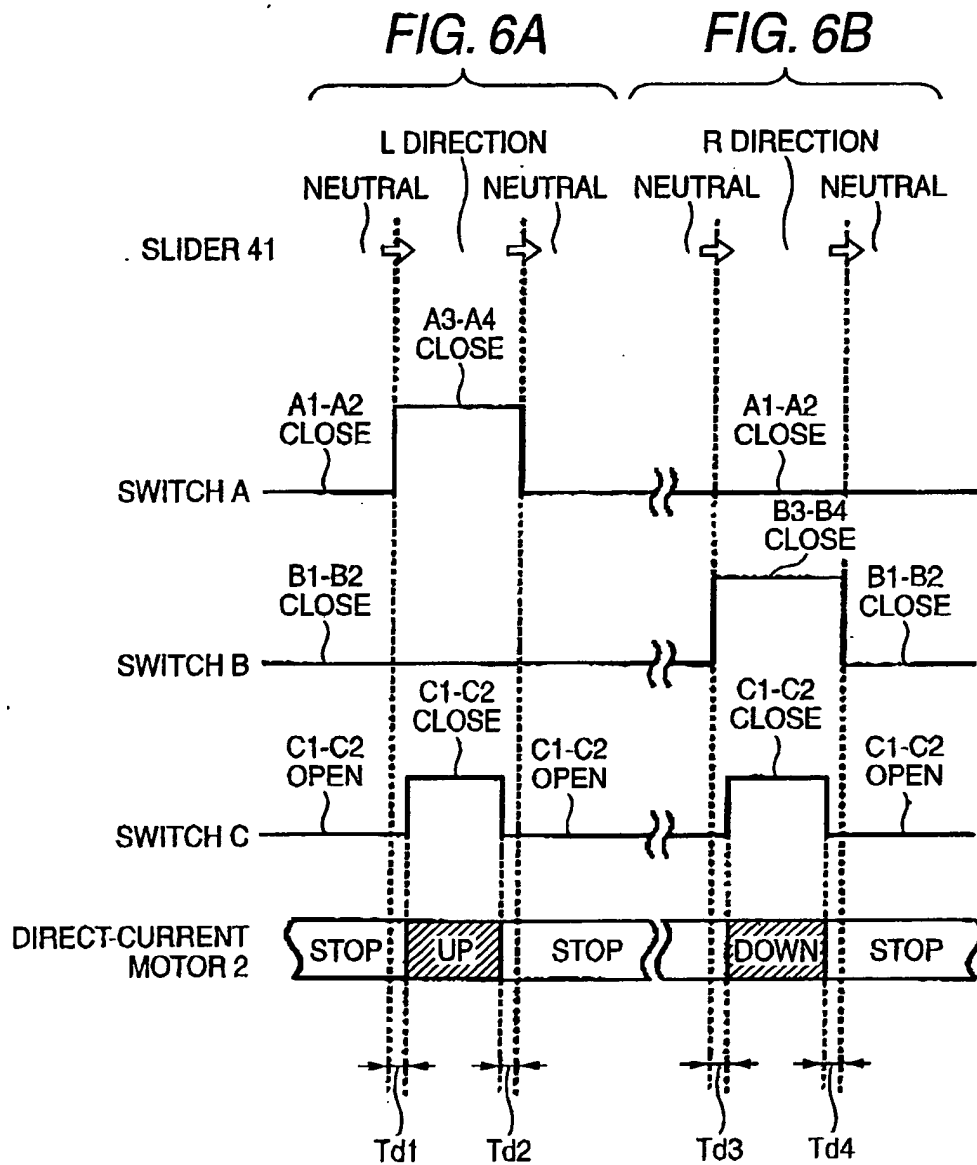 FIG. 6A
FIG. 6B
L DIRECTION
R DIRECTION
NEUTRAL
NEUTRAL
NEUTRAL
NEUTRAL
SLIDER 41
A3-A4
CLOSE
A1-A2
CLOSE
A1-A2
CLOSE
SWITCH A
B3-B4
CLOSE
B1-B2
CLOSE
B1-B2
CLOSE
SWITCH B
C1-C2
CLOSE
C1-C2
CLOSE
C1-C2
OPEN
C1-C2
OPEN
C1-C2
OPEN
SWITCH C
DIRECT-CURRENT
MOTOR 2
STOP
UP
STOP
DOWN
STOP
Td1
Td2
Td3
Td4